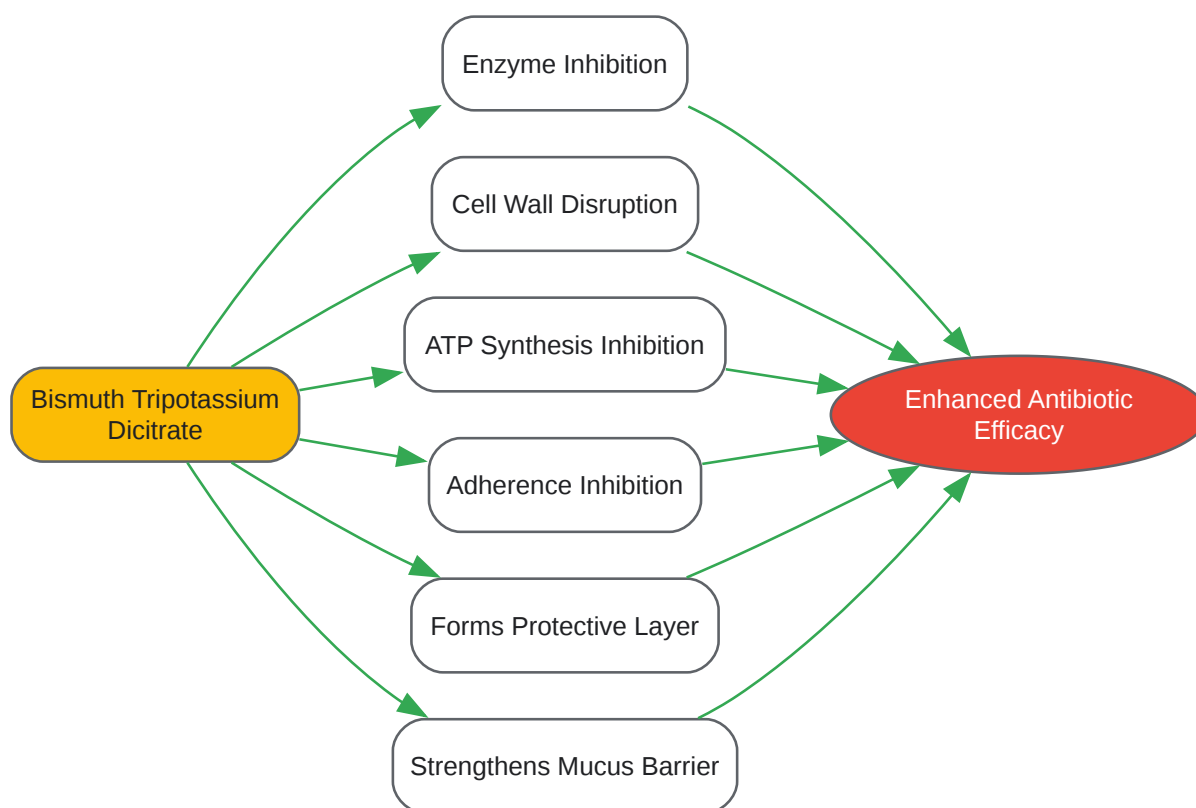 Enzyme Inhibition
Cell Wall Disruption
ATP Synthesis Inhibition
Bismuth Tripotassium
Dicitrate
Enhanced Antibiotic
Efficacy
Adherence Inhibition
Forms Protective Layer
Strengthens Mucus Barrier